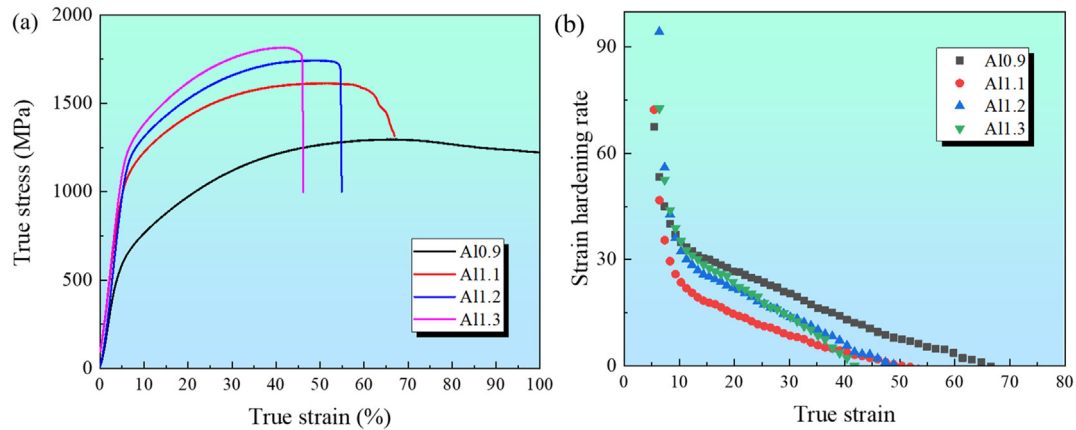 (a)
True stress (MPa)
2000
1500
1000
500
0
Al0.9
Al1.1
Al1.2
Al1.3
0 10 20 30 40 50 60 70 80 90 100
True strain (%)
(b)
Strain hardening rate
90
60
30
0
Al0.9
Al1.1
Al1.2
Al1.3
0 10 20 30 40 50 60 70 80
True strain